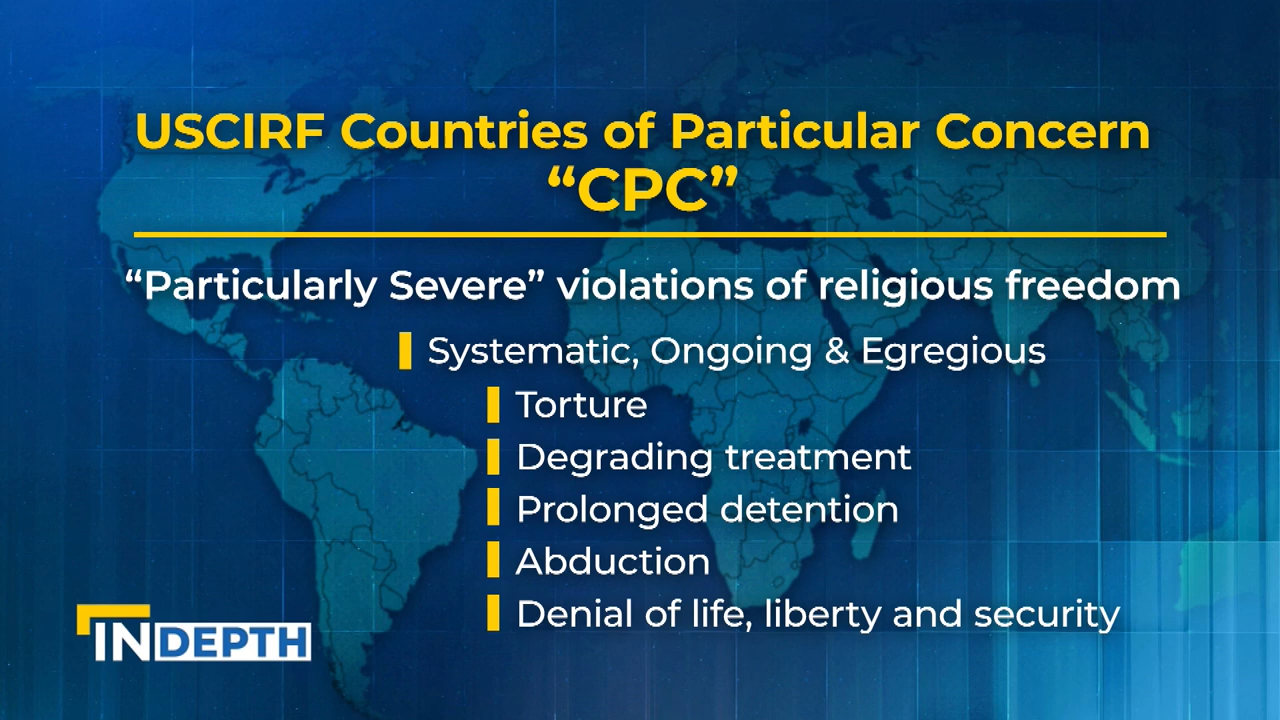 USCIRF Countries of Particular Concern
“CPC”
“Particularly Severe” violations of religious freedom
Systematic, Ongoing & Egregious
Torture
Degrading treatment
Prolonged detention
Abduction
Denial of life, liberty and security
INDEPTH